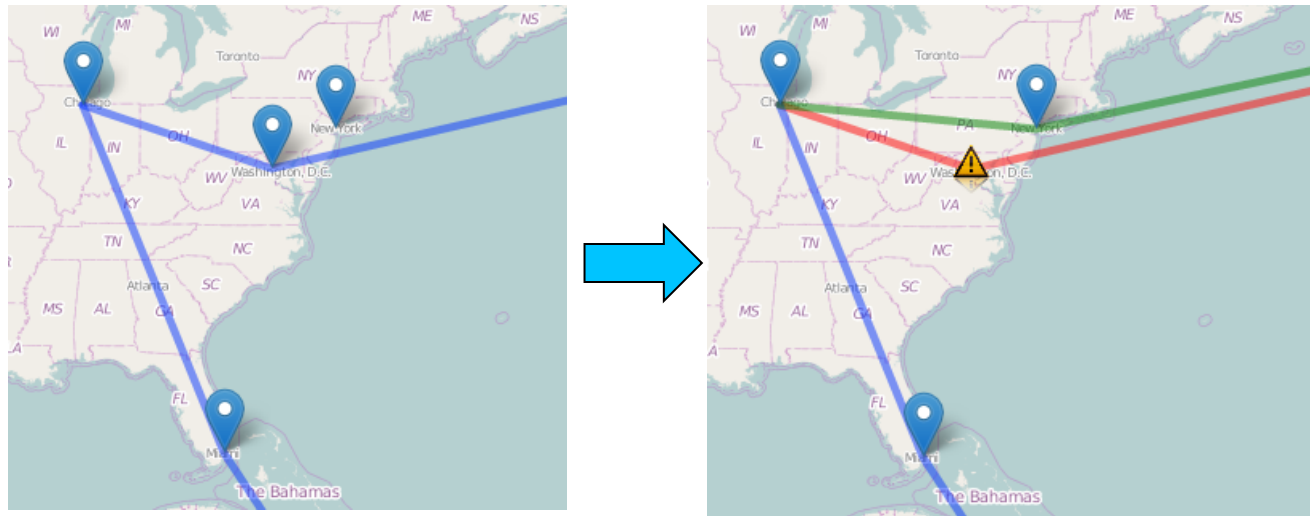 WI
MI
ME
NS
Toronto
NY
Chicago
New York
OH
IL
IN
Washington, D.C.
WV
KY
VA
TN
NC
Atlanta
SC
MS
AL
GA
LA
FL
Miami
The Bahamas
WI
MI
ME
NS
Toronto
NY
Chicago
PA
New York
OH
IL
IN
WV
KY
VA
TN
NC
Atlanta
SC
MS
AL
GA
FL
Miami
The Bahamas